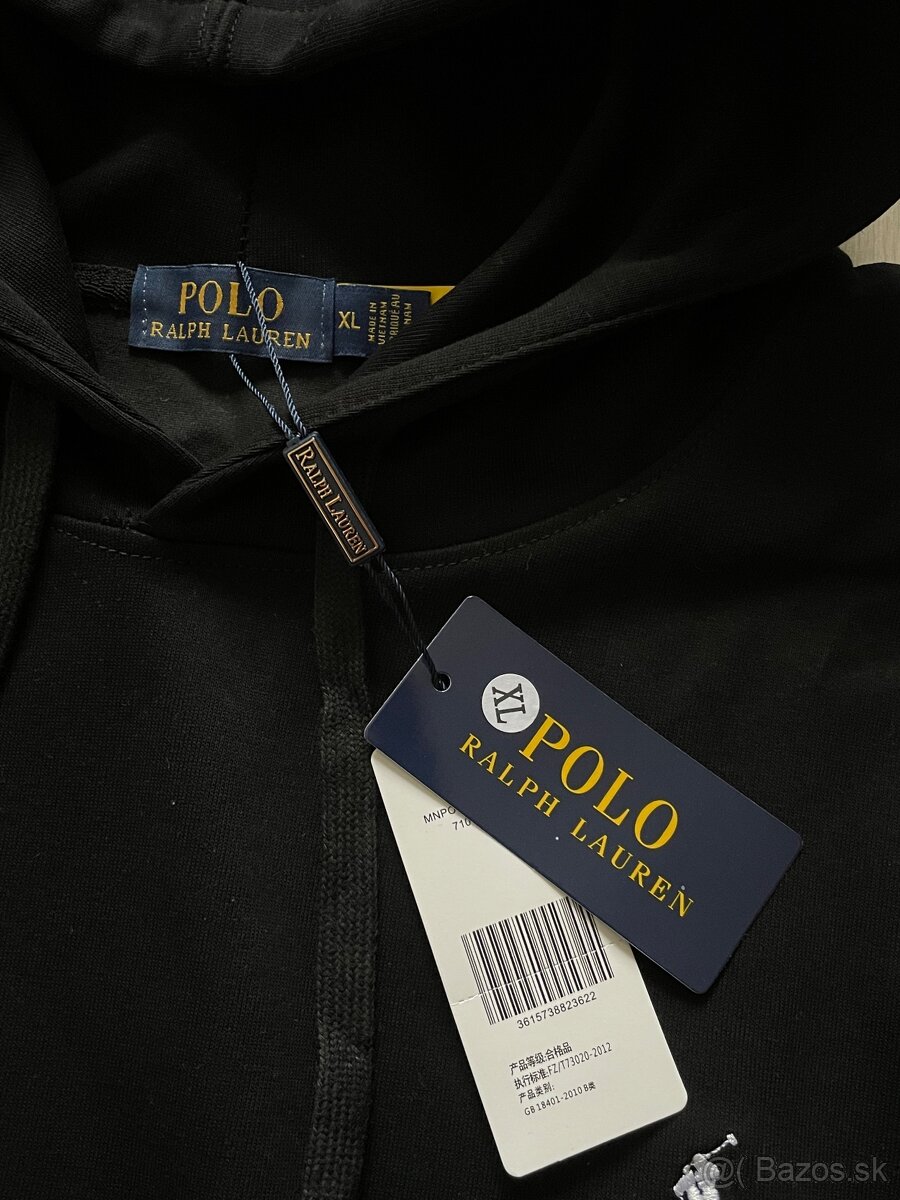 POLO
RALPH LAUREN
XL
MADE IN
VIETNAM
NAM
RALPH LAUREN
XL
POLO
RALPH LAUREN
MNPO
710
3615738823622
产品等级:合格品
执行标准:FZ/T73020-2012
产品类别:
GB 18401-2010 B类
Bazos.sk